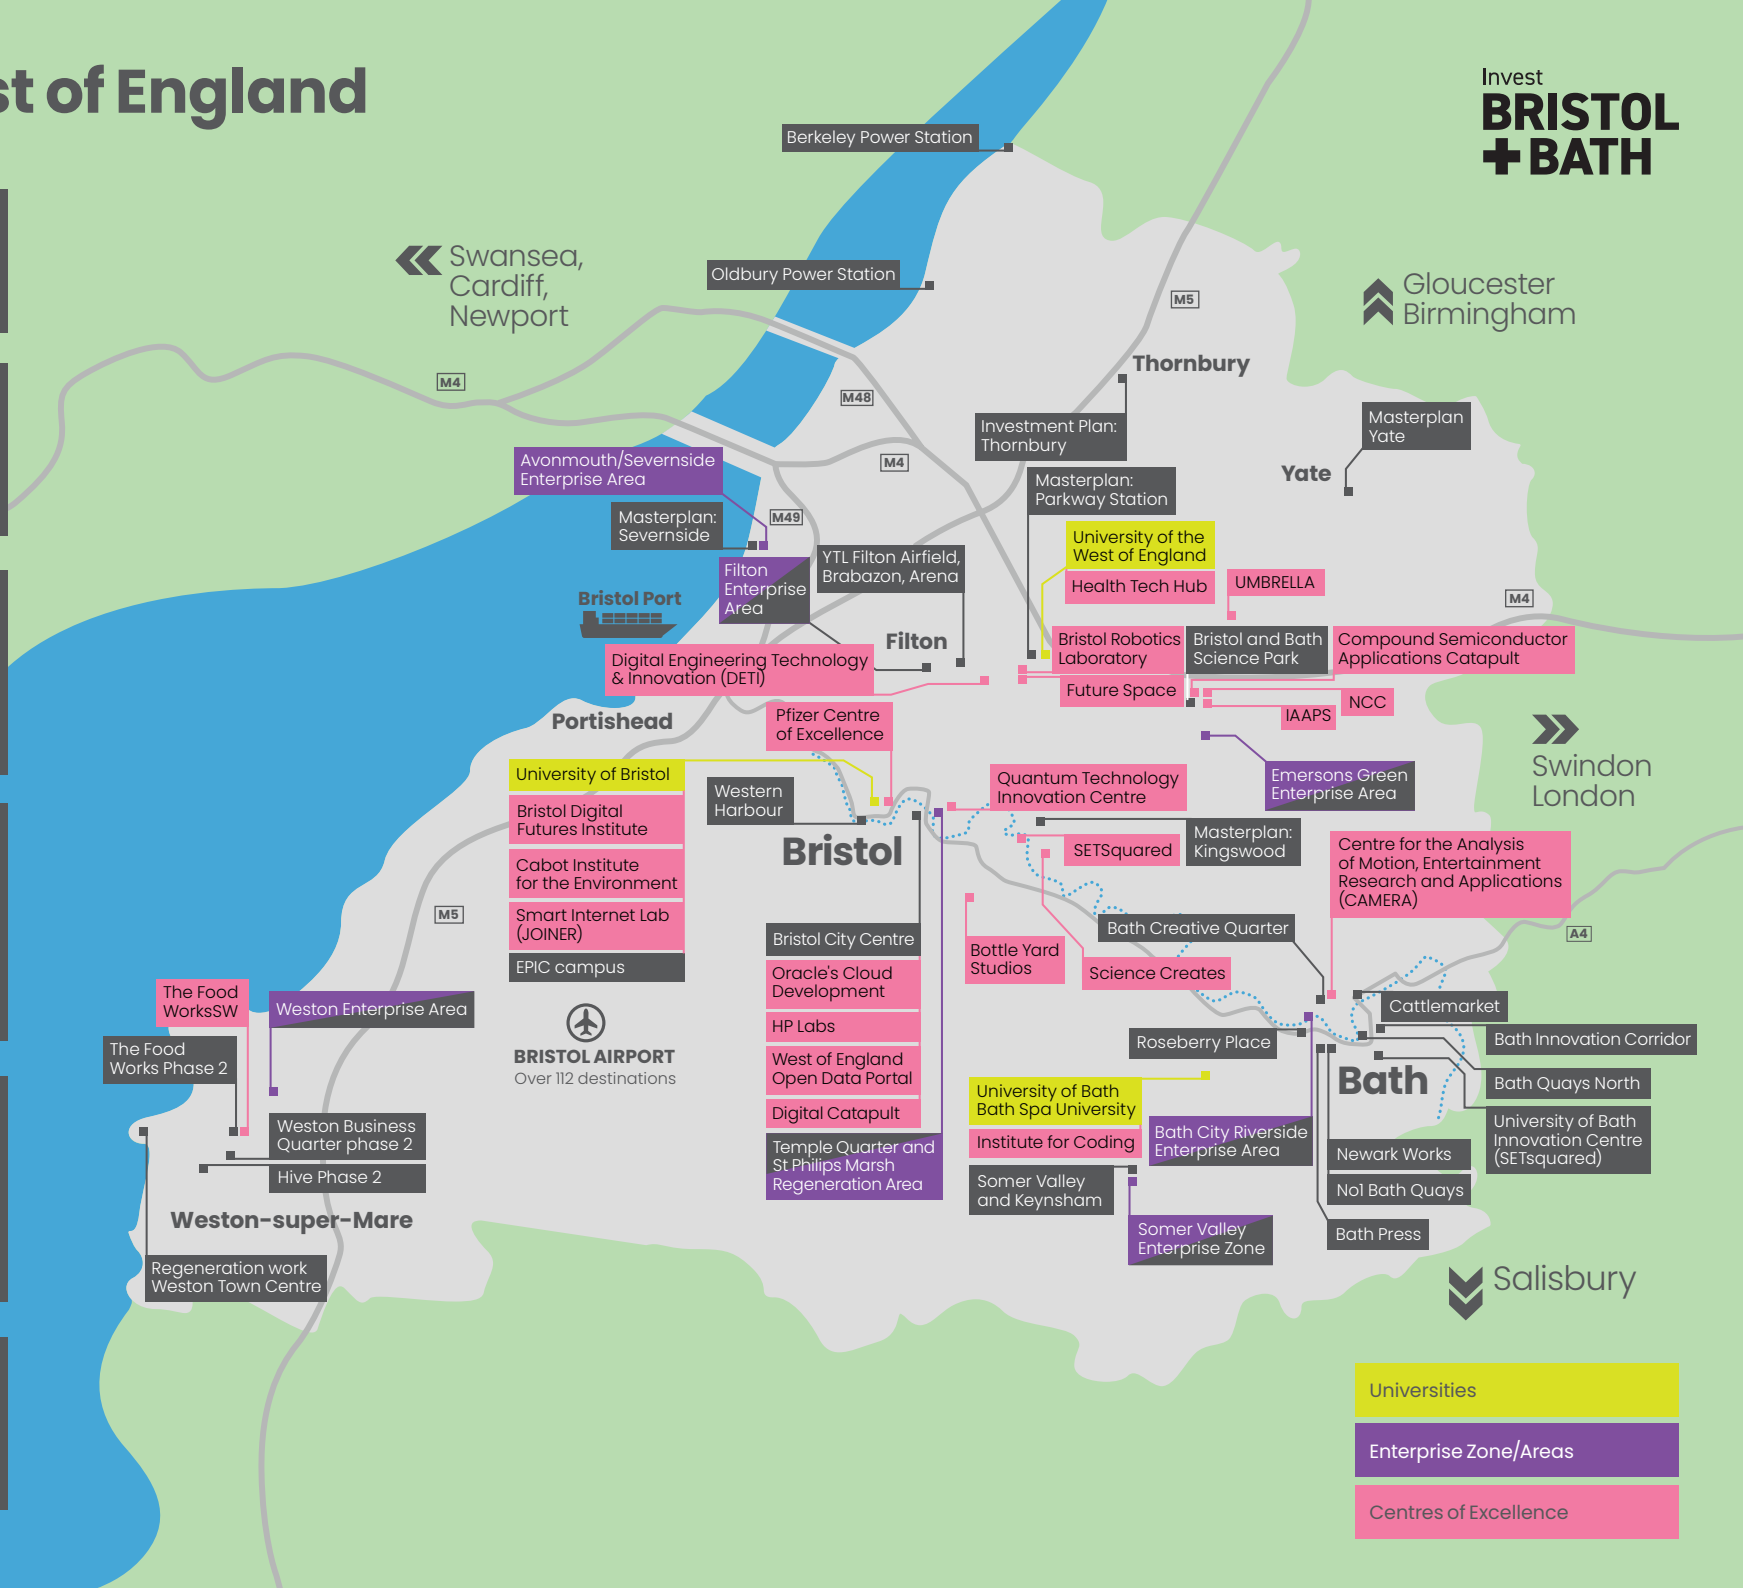 st of England
Invest
BRISTOL
+BATH
Berkeley Power Station
Swansea,
Cardiff,
Newport
Oldbury Power Station
Gloucester
Birmingham
M5
Thornbury
M4
M48
Investment Plan:
Thornbury
Masterplan
Yate
Yate
Avonmouth/Severnside
Enterprise Area
M4
Masterplan:
Parkway Station
Masterplan:
Severnside
M49
University of the
West of England
Health Tech Hub
UMBRELLA
YTL Filton Airfield,
Brabazon, Arena
Filton
Enterprise
Area
Bristol Port
M4
Filton
Bristol Robotics
Laboratory
Bristol and Bath
Science Park
Compound Semiconductor
Applications Catapult
Digital Engineering Technology
& Innovation (DETI)
Future Space
NCC
IAAPS
Portishead
Pfizer Centre
of Excellence
Swindon
London
University of Bristol
Bristol Digital
Futures Institute
Cabot Institute
for the Environment
Smart Internet Lab
(JOINER)
EPIC campus
Western
Harbour
Quantum Technology
Innovation Centre
Emersons Green
Enterprise Area
Bristol
SETSquared
Masterplan:
Kingswood
Centre for the Analysis
of Motion, Entertainment
Research and Applications
(CAMERA)
M5
A4
Bristol City Centre
Oracle's Cloud
Development
HP Labs
West of England
Open Data Portal
Digital Catapult
Temple Quarter and
St Philips Marsh
Regeneration Area
Bottle Yard
Studios
Bath Creative Quarter
Science Creates
The Food
WorksSW
Weston Enterprise Area
The Food
Works Phase 2
BRISTOL AIRPORT
Over 112 destinations
Cattlemarket
Roseberry Place
Bath Innovation Corridor
Bath
Bath Quays North
University of Bath
Bath Spa University
Institute for Coding
Bath City Riverside
Enterprise Area
University of Bath
Innovation Centre
(SETsquared)
Newark Works
No1 Bath Quays
Bath Press
Weston Business
Quarter phase 2
Hive Phase 2
Somer Valley
and Keynsham
Somer Valley
Enterprise Zone
Weston-super-Mare
Regeneration work
Weston Town Centre
Salisbury
Universities
Enterprise Zone/Areas
Centres of Excellence